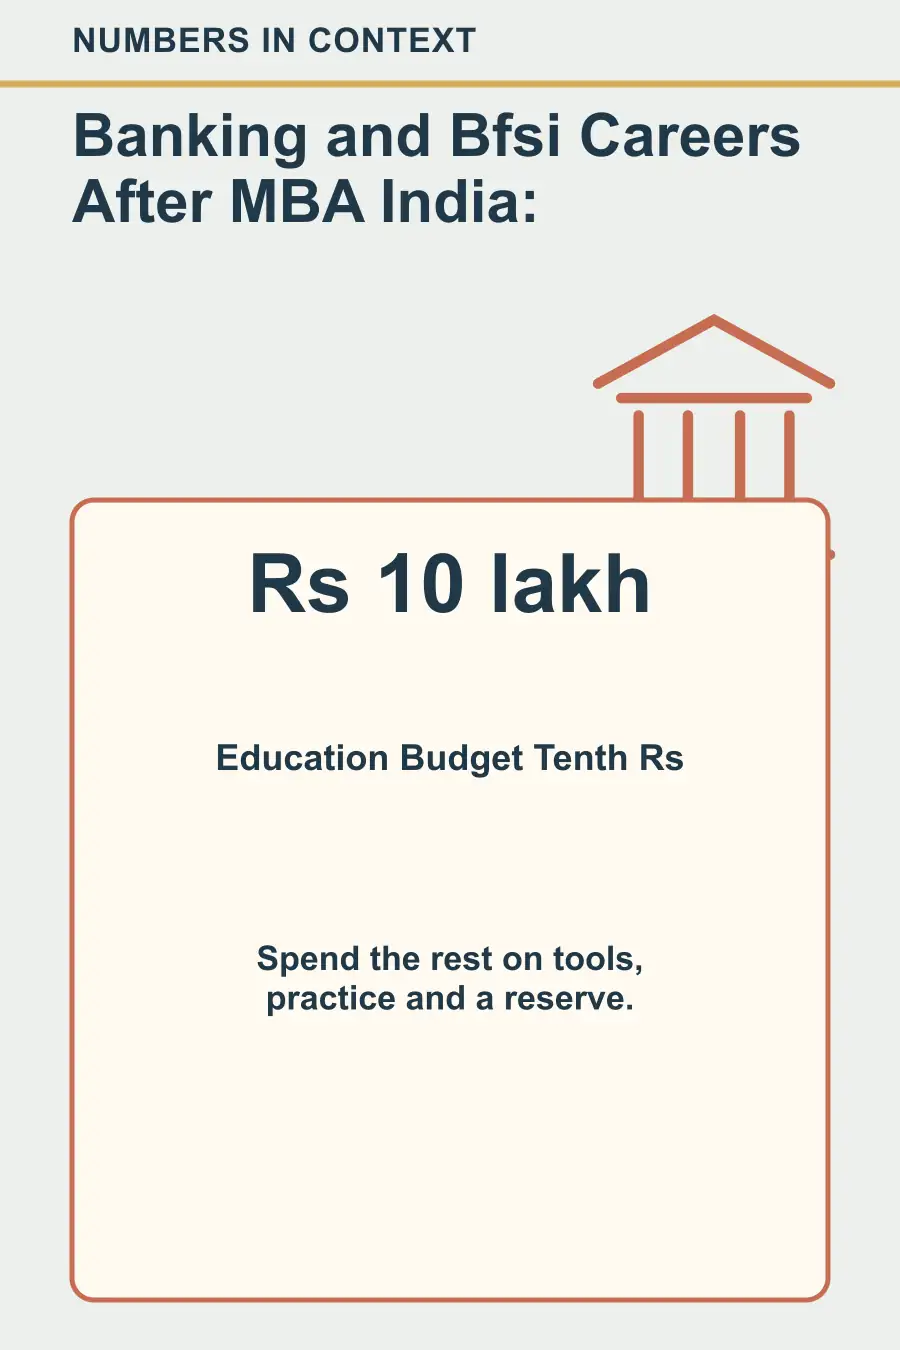 NUMBERS IN CONTEXT
Banking and Bfsi Careers
After MBA India:
Rs 10 lakh
Education Budget Tenth Rs
Spend the rest on tools,
practice and a reserve.